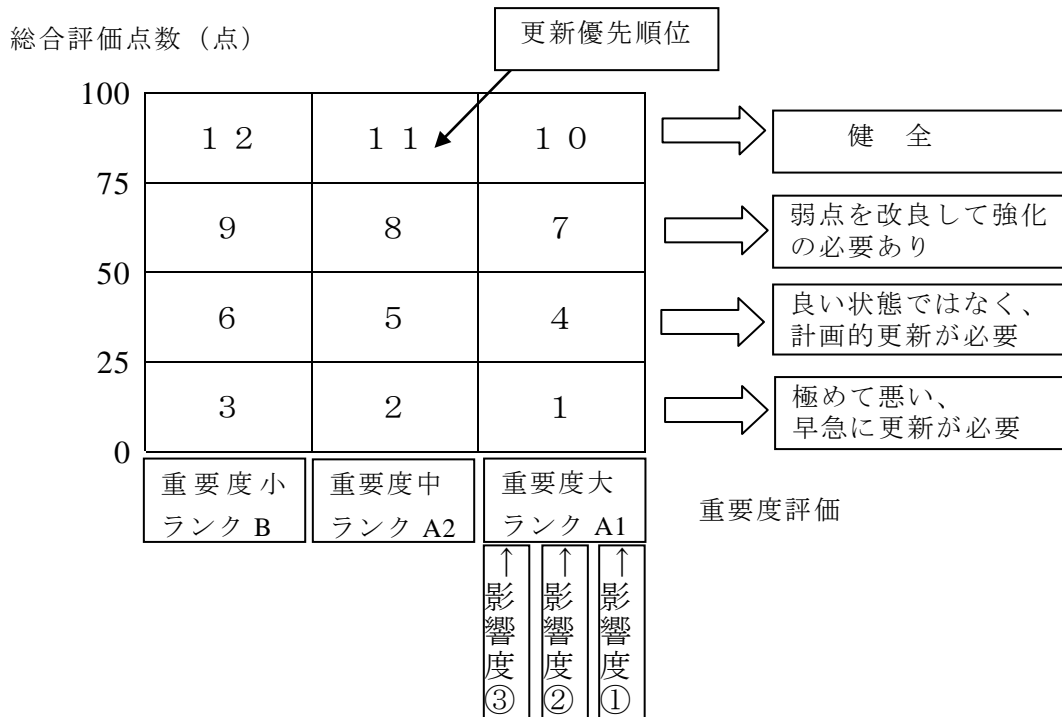 更新優先順位
総合評価点数（点）
100
１２ １１ １０
健 全
75
９ ８ ７
弱点を改良して強化
の必要あり
50
６ ５ ４
良い状態ではなく、
計画的更新が必要
25
３ ２ １
極めて悪い、
早急に更新が必要
0
重要度小
ランク B
重要度中
ランク A2
重要度大
ランク A1
重要度評価
↑影響度③
↑影響度②
↑影響度①